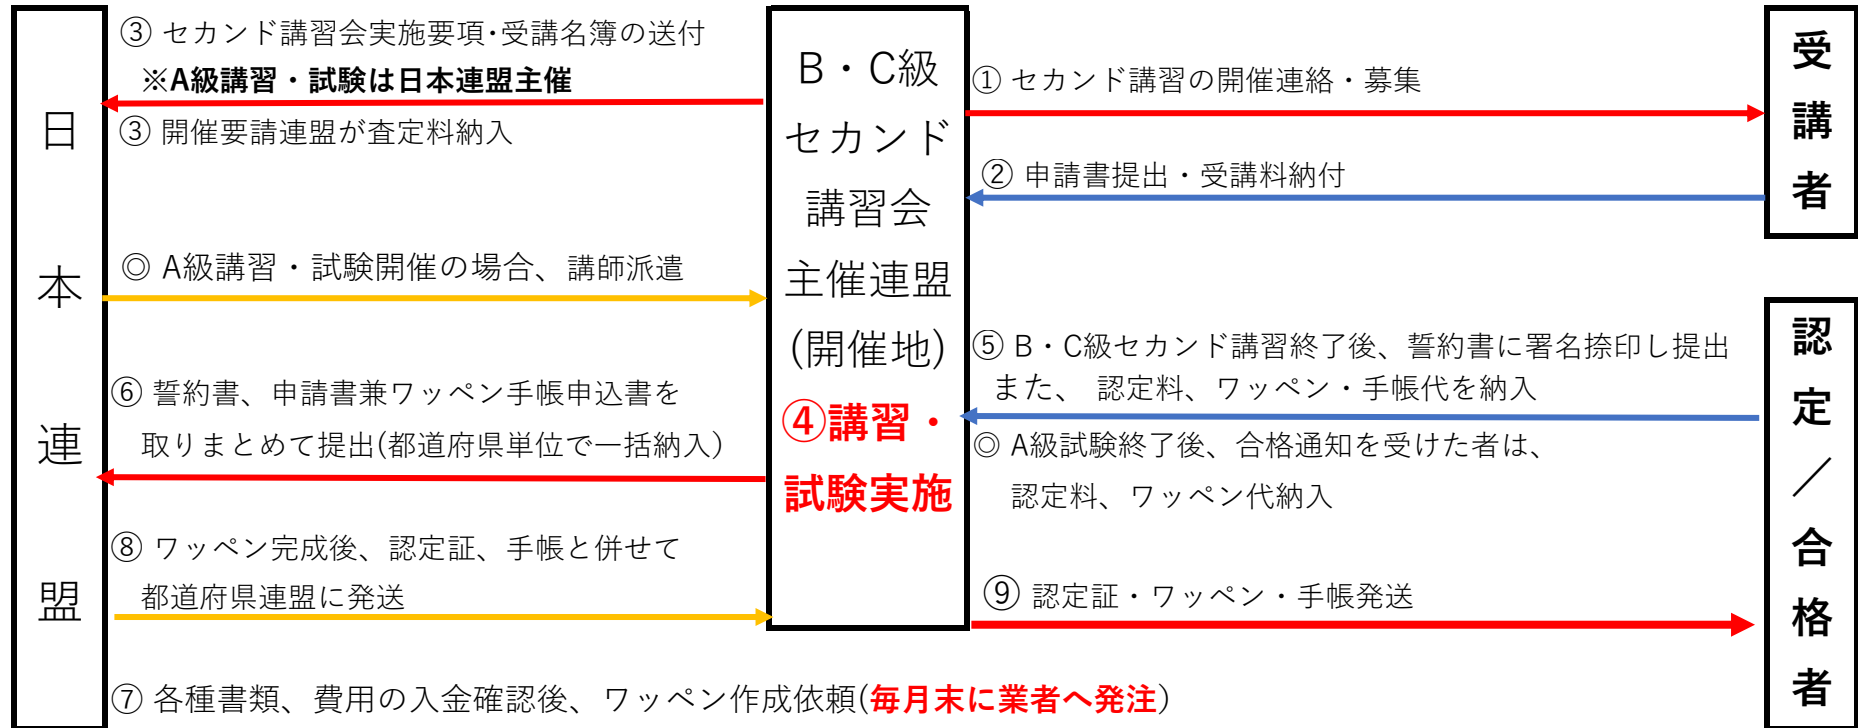 日本連盟
③ セカンド講習会実施要項･受講名簿の送付
※A級講習・試験は日本連盟主催
③ 開催要請連盟が査定料納入
◎ A級講習・試験開催の場合、講師派遣
⑥ 誓約書、申請書兼ワッペン手帳申込書を
取りまとめて提出(都道府県単位で一括納入)
⑧ ワッペン完成後、認定証、手帳と併せて
都道府県連盟に発送
⑦ 各種書類、費用の入金確認後、ワッペン作成依頼(毎月末に業者へ発注)
B・C級
セカンド
講習会
主催連盟
(開催地)
④講習・
試験実施
① セカンド講習の開催連絡・募集
② 申請書提出・受講料納付
⑤ B・C級セカンド講習終了後、誓約書に署名捺印し提出
また、 認定料、ワッペン・手帳代を納入
◎ A級試験終了後、合格通知を受けた者は、
認定料、ワッペン代納入
⑨ 認定証・ワッペン・手帳発送
受講者
認定／合格者